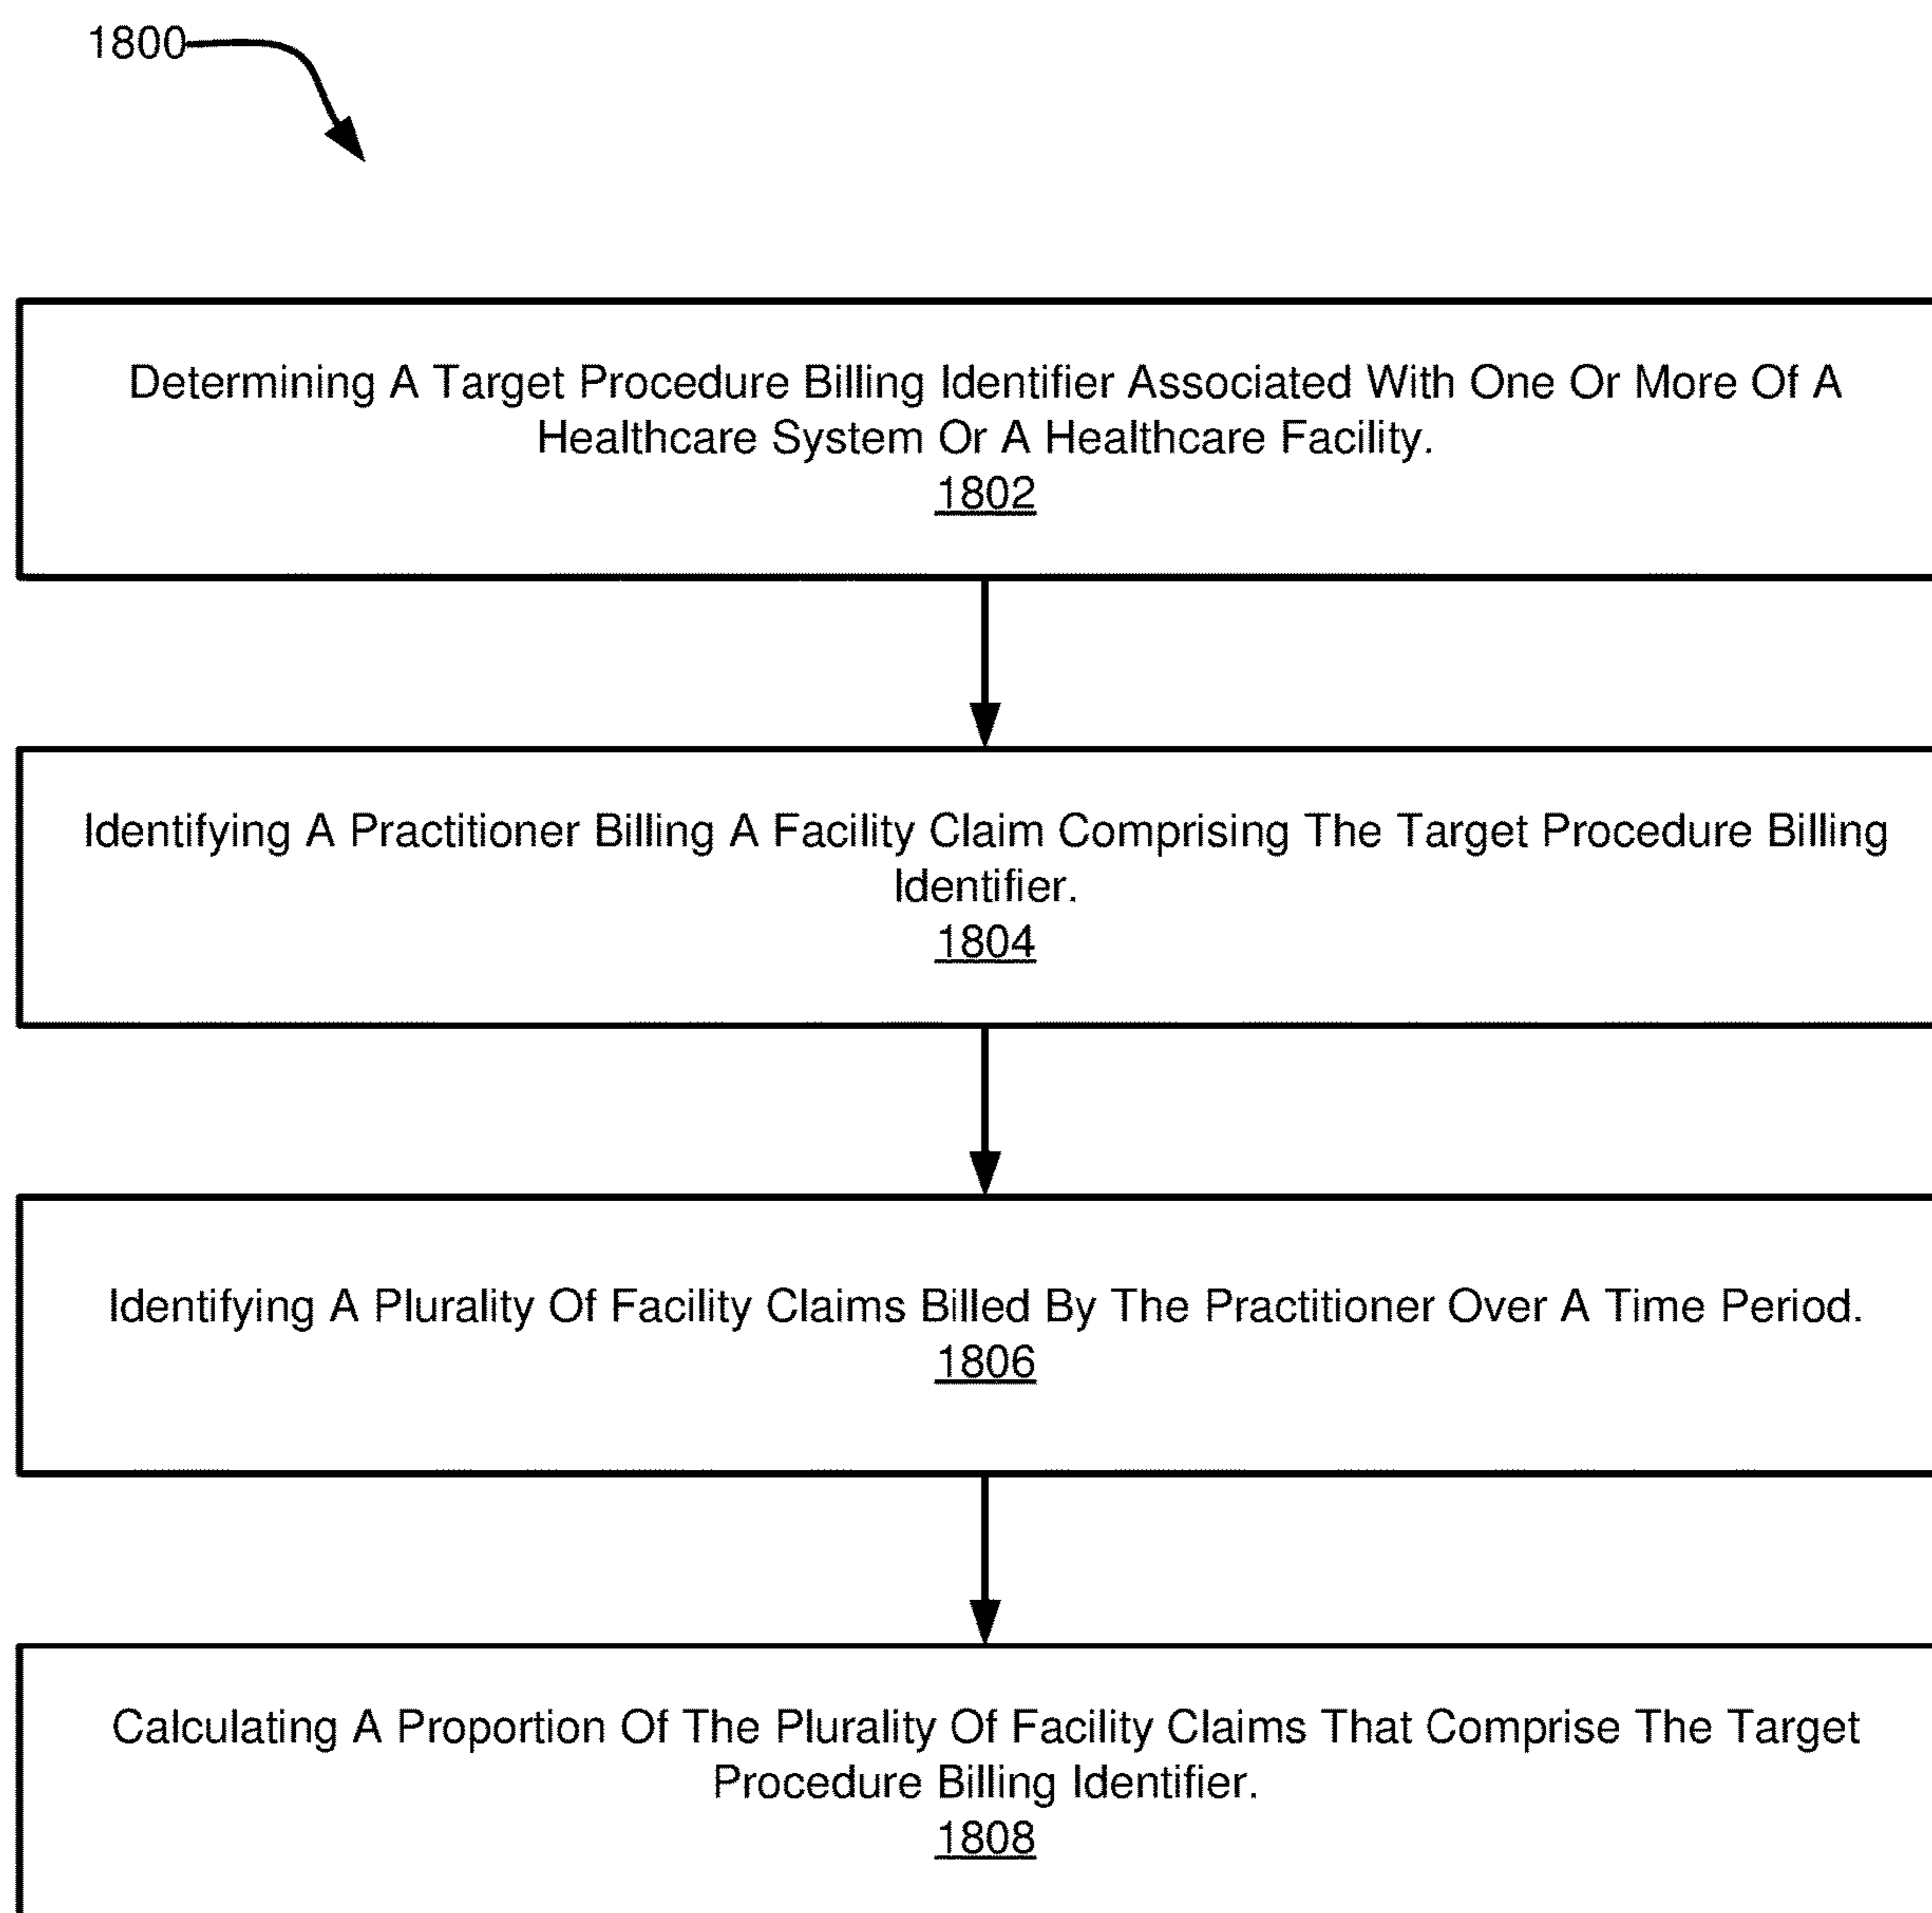 1800
Determining A Target Procedure Billing Identifier Associated With One Or More Of A
Healthcare System Or A Healthcare Facility.
1802
Identifying A Practitioner Billing A Facility Claim Comprising The Target Procedure Billing
Identifier.
1804
Identifying A Plurality Of Facility Claims Billed By The Practitioner Over A Time Period.
1806
Calculating A Proportion Of The Plurality Of Facility Claims That Comprise The Target
Procedure Billing Identifier.
1808